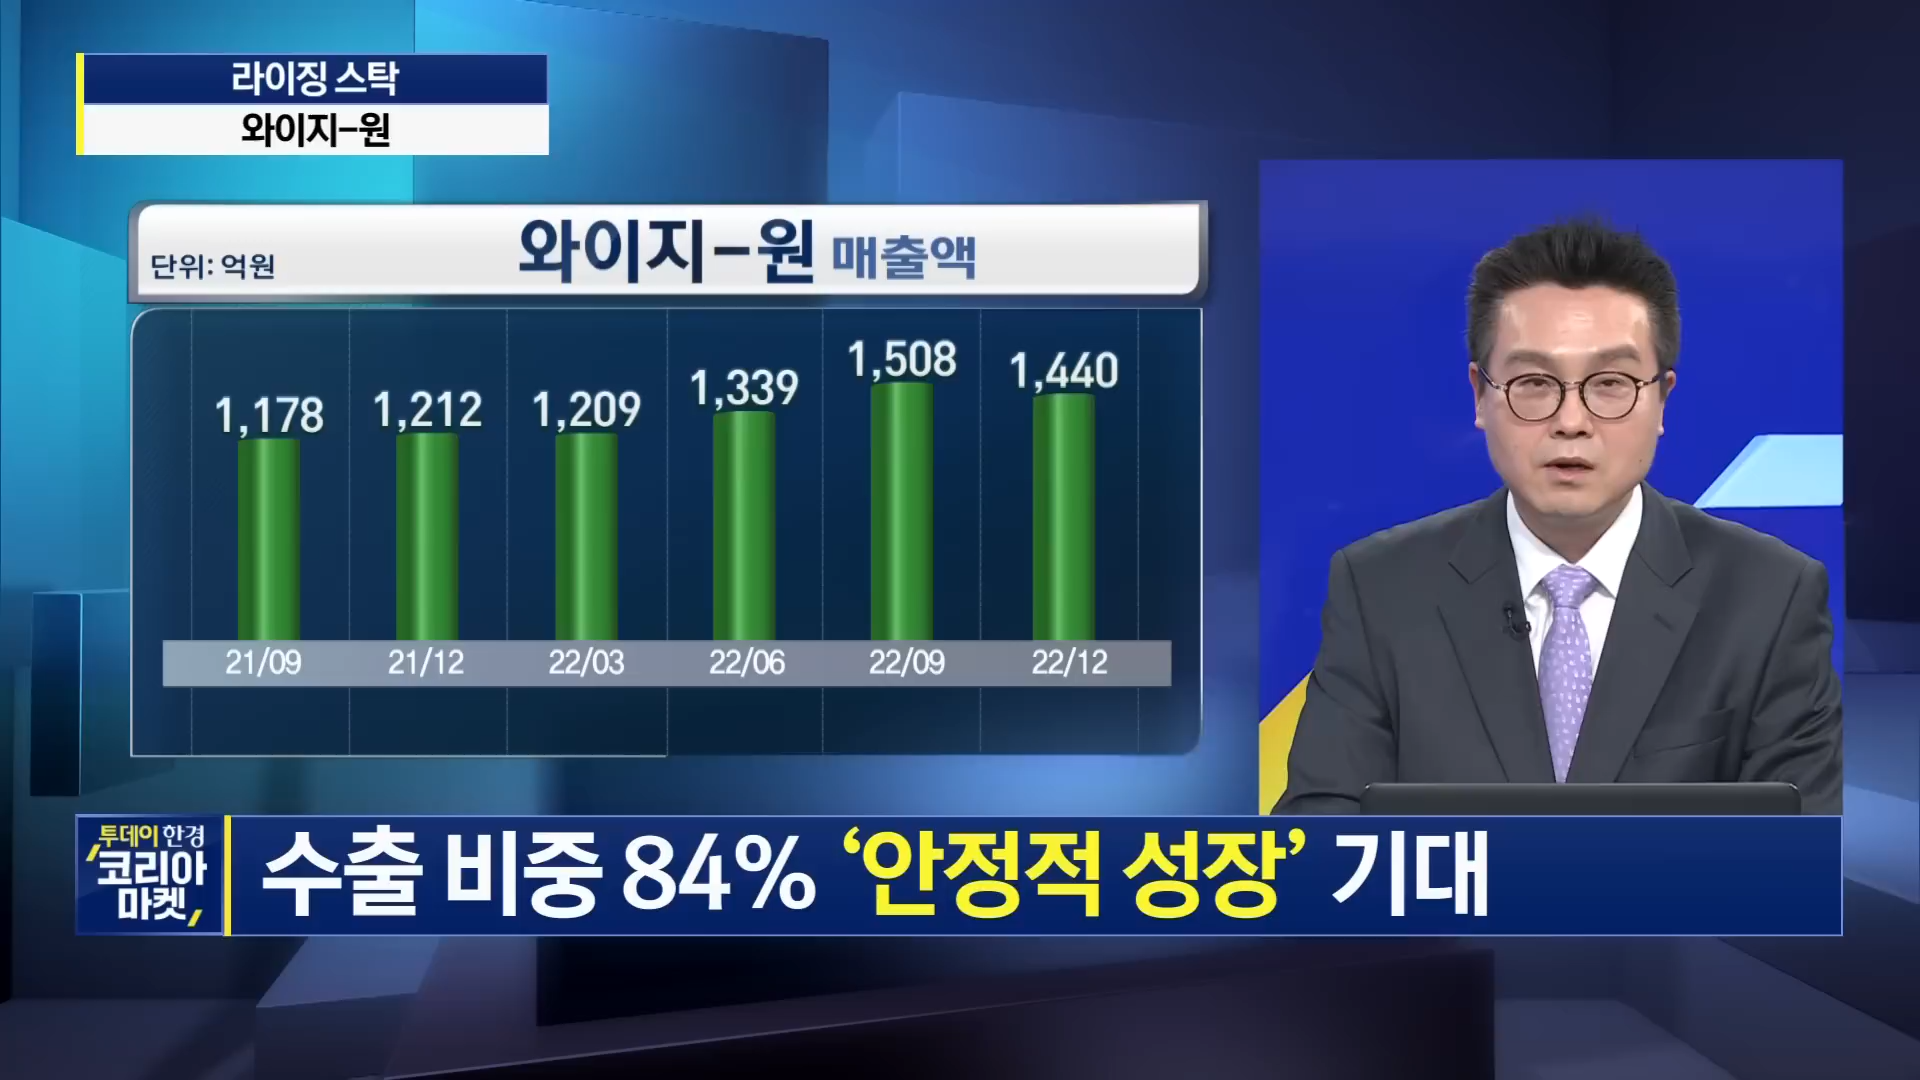 라이징 스탁
와이지-원
단위: 억원
와이지-원 매출액
1,178
1,212
1,209
1,339
1,508
1,440
21/09
21/12
22/03
22/06
22/09
22/12
투데이 한경
코리아
마켓
수출 비중 84% ‘안정적 성장’ 기대